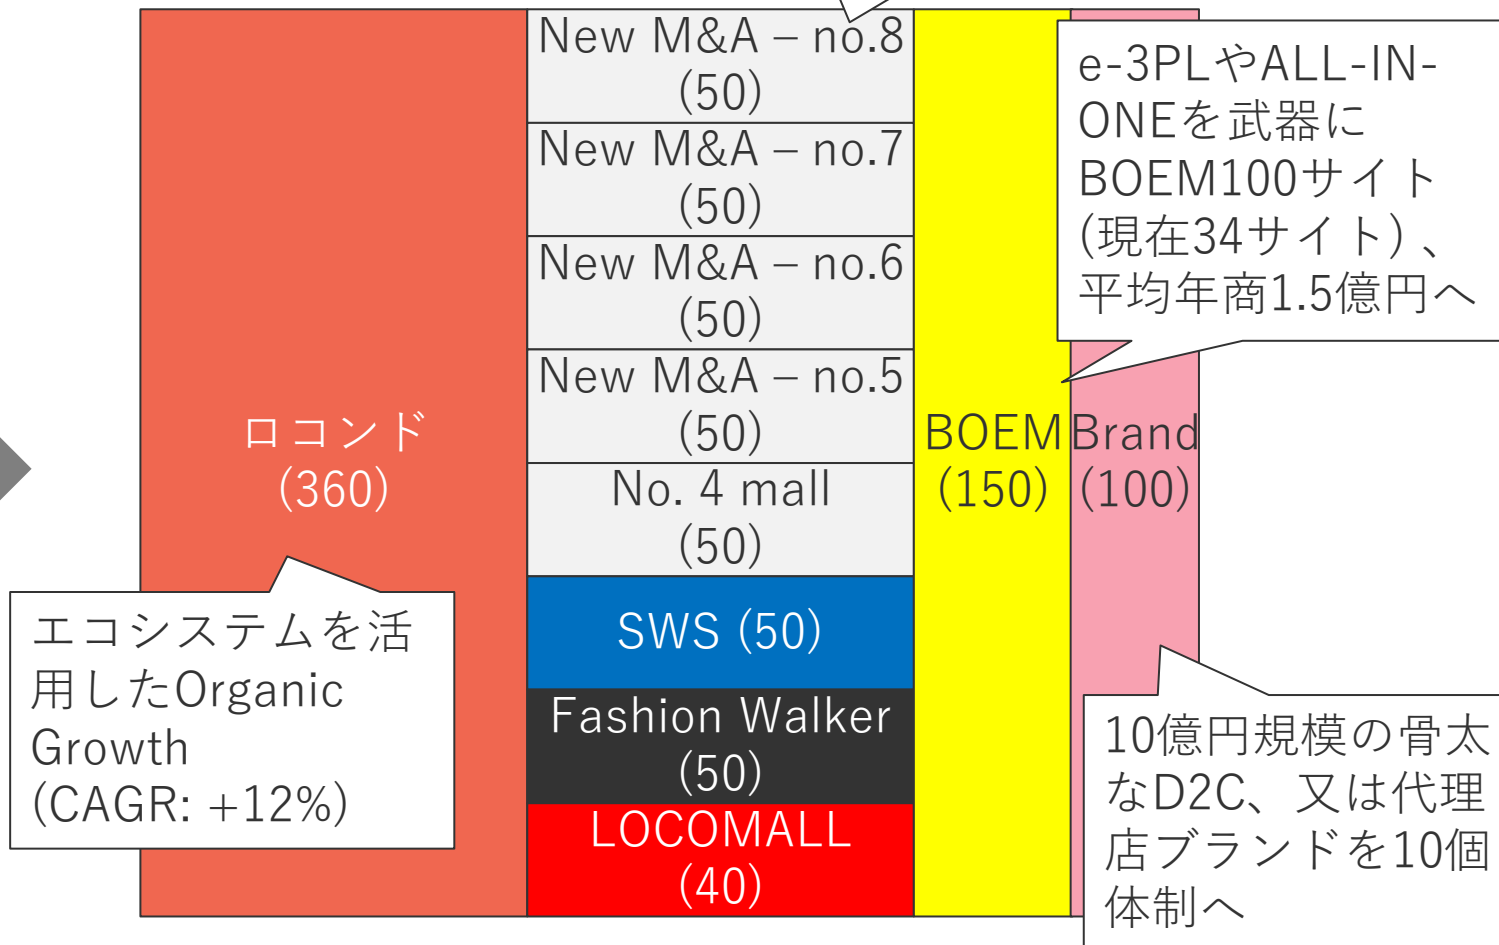 New M&A – no.8
(50)
New M&A – no.7
(50)
New M&A – no.6
(50)
New M&A – no.5
(50)
No. 4 mall
(50)
SWS (50)
Fashion Walker
(50)
LOCOMALL
(40)
ロコンド
(360)
BOEM
(150)
Brand
(100)
e-3PLやALL-IN-
ONEを武器に
BOEM100サイト
(現在34サイト)、
平均年商1.5億円へ
エコシステムを活
用したOrganic
Growth
(CAGR: +12%)
10億円規模の骨太
なD2C、又は代理
店ブランドを10個
体制へ